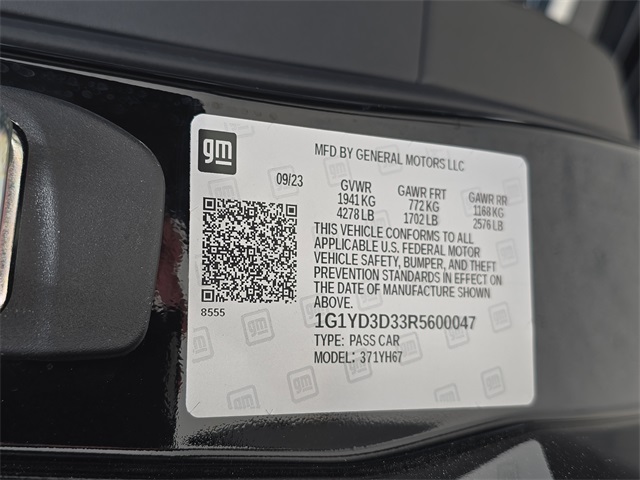 gm
MFD BY GENERAL MOTORS LLC
09/23
GVWR GAWR FRT GAWR RR
1941 KG 772 KG 1168 KG
4278 LB 1702 LB 2576 LB
THIS VEHICLE CONFORMS TO ALL
APPLICABLE U.S. FEDERAL MOTOR
VEHICLE SAFETY, BUMPER, AND THEFT
PREVENTION STANDARDS IN EFFECT ON
THE DATE OF MANUFACTURE SHOWN
ABOVE.
8555
1G1YD3D33R5600047
TYPE: PASS CAR
MODEL: 371YH67